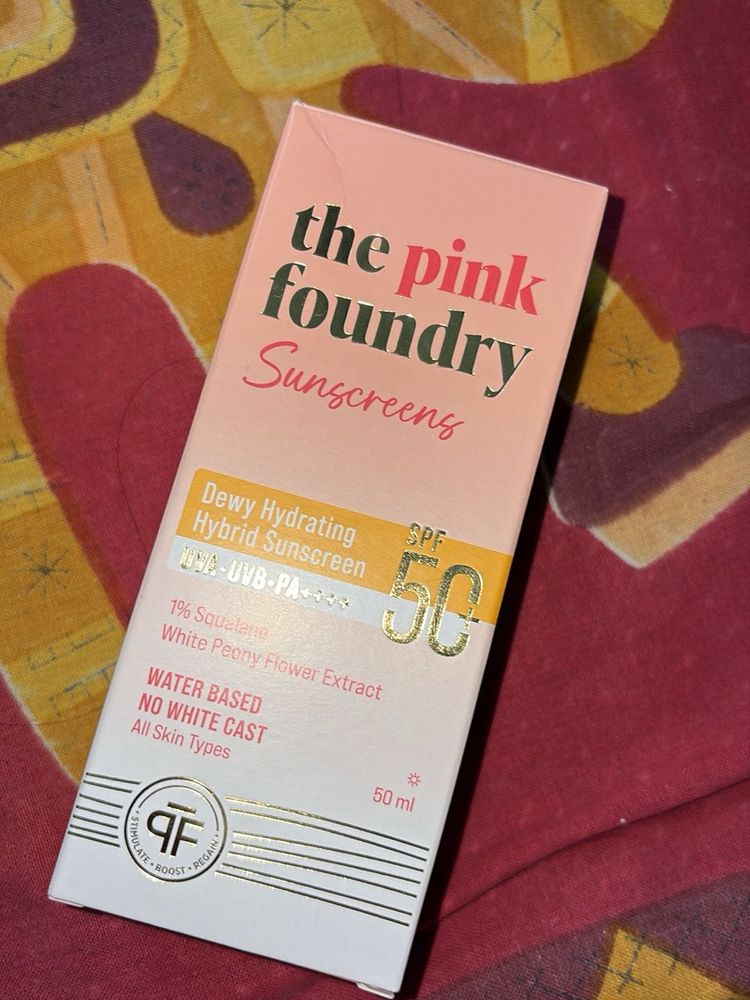 the pink
foundry
Sunscreens
Dewy Hydrating
Hybrid Sunscreen
SPF
50+
UVA•UVB•PA++++
1% Squalane
White Peony Flower Extract
WATER BASED
NO WHITE CAST
All Skin Types
50 ml
PF
• STIMULATE • BOOST • REGAIN •